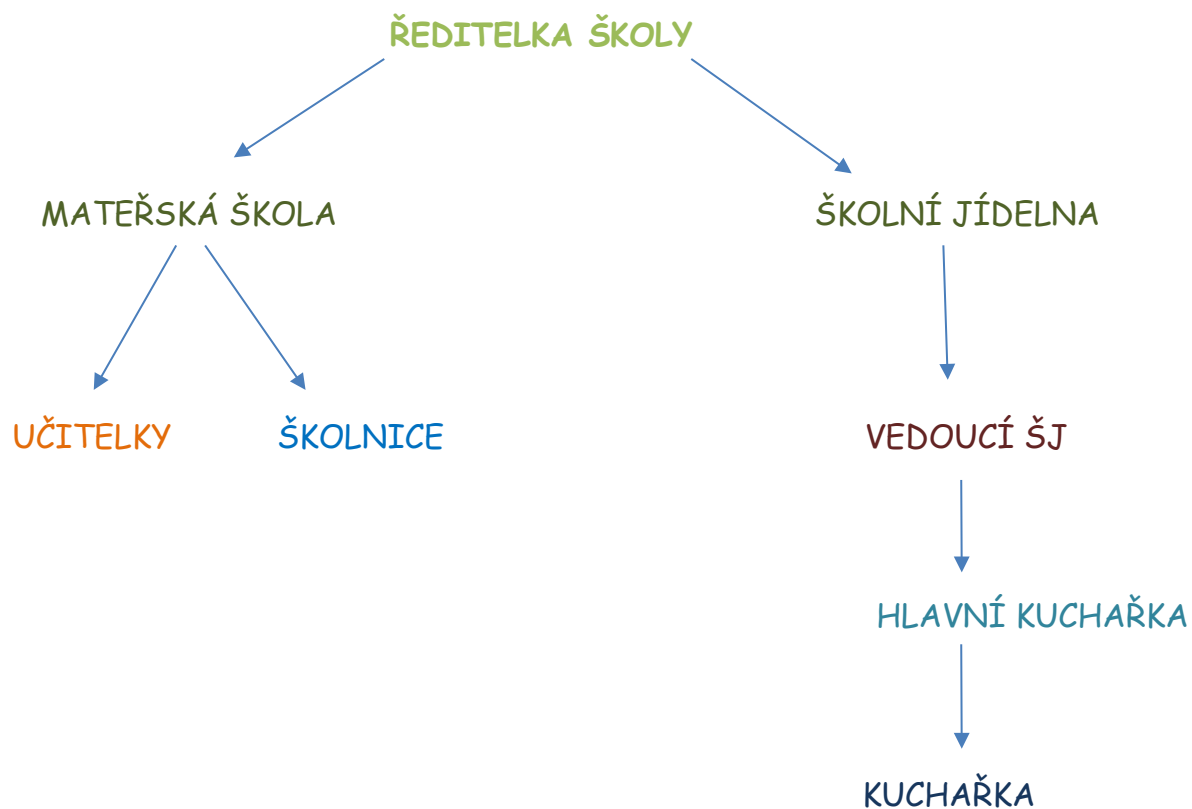 ŘEDITELKA ŠKOLY
MATEŘSKÁ ŠKOLA
ŠKOLNÍ JÍDELNA
UČITELKY
ŠKOLNICE
VEDOUCÍ ŠJ
HLAVNÍ KUCHAŘKA
KUCHAŘKA